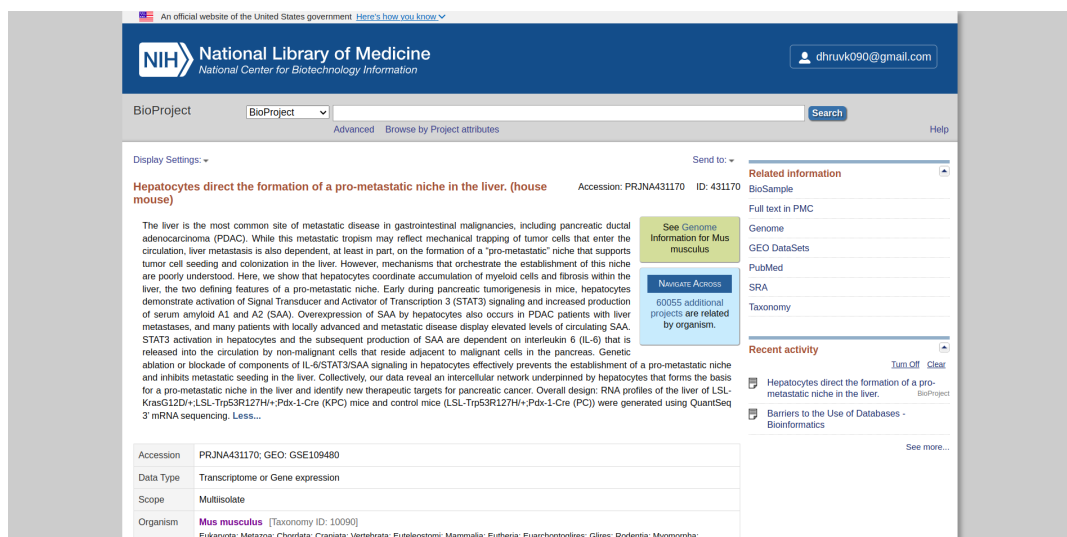 An official website of the United States government Here's how you know
NIH National Library of Medicine
National Center for Biotechnology Information
dhruvk090@gmail.com
BioProject
BioProject
Search
Advanced Browse by Project attributes
Help
Display Settings:
Send to:
Hepatocytes direct the formation of a pro-metastatic niche in the liver. (house
mouse)
Accession: PRJNA431170 ID: 431170
The liver is the most common site of metastatic disease in gastrointestinal malignancies, including pancreatic ductal
adenocarcinoma (PDAC). While this metastatic tropism may reflect mechanical trapping of tumor cells that enter the
circulation, liver metastasis is also dependent, at least in part, on the formation of a “pro-metastatic” niche that supports
tumor cell seeding and colonization in the liver. However, mechanisms that orchestrate the establishment of this niche
are poorly understood. Here, we show that hepatocytes coordinate accumulation of myeloid cells and fibrosis within the
liver, the two defining features of a pro-metastatic niche. Early during pancreatic tumorigenesis in mice, hepatocytes
demonstrate activation of Signal Transducer and Activator of Transcription 3 (STAT3) signaling and increased production
of serum amyloid A1 and A2 (SAA). Overexpression of SAA by hepatocytes also occurs in PDAC patients with liver
metastases, and many patients with locally advanced and metastatic disease display elevated levels of circulating SAA.
STAT3 activation in hepatocytes and the subsequent production of SAA are dependent on interleukin 6 (IL-6) that is
released into the circulation by non-malignant cells that reside adjacent to malignant cells in the pancreas. Genetic
ablation or blockade of components of IL-6/STAT3/SAA signaling in hepatocytes effectively prevents the establishment of a pro-metastatic niche
and inhibits metastatic seeding in the liver. Collectively, our data reveal an intercellular network underpinned by hepatocytes that forms the basis
for a pro-metastatic niche in the liver and identify new therapeutic targets for pancreatic cancer. Overall design: RNA profiles of the liver of LSL-
KrasG12D/+;LSL-Trp53R127H/+;Pdx-1-Cre (KPC) mice and control mice (LSL-Trp53R127H/+;Pdx-1-Cre (PC)) were generated using QuantSeq
3’ mRNA sequencing. Less...
See Genome
Information for Mus
musculus
NAVIGATE ACROSS
60055 additional
projects are related
by organism.
Accession PRJNA431170; GEO: GSE109480
Data Type Transcriptome or Gene expression
Scope Multiisolate
Organism Mus musculus [Taxonomy ID: 10090]
Eukaryota; Metazoa; Chordata; Craniata; Vertebrata; Euteleostomi; Mammalia; Eutheria; Euarchontoglires; Glires; Rodentia; Myomorpha;
Related information
BioSample
Full text in PMC
Genome
GEO DataSets
PubMed
SRA
Taxonomy
Recent activity
Turn Off Clear
Hepatocytes direct the formation of a pro-
metastatic niche in the liver. BioProject
Barriers to the Use of Databases -
Bioinformatics
See more...